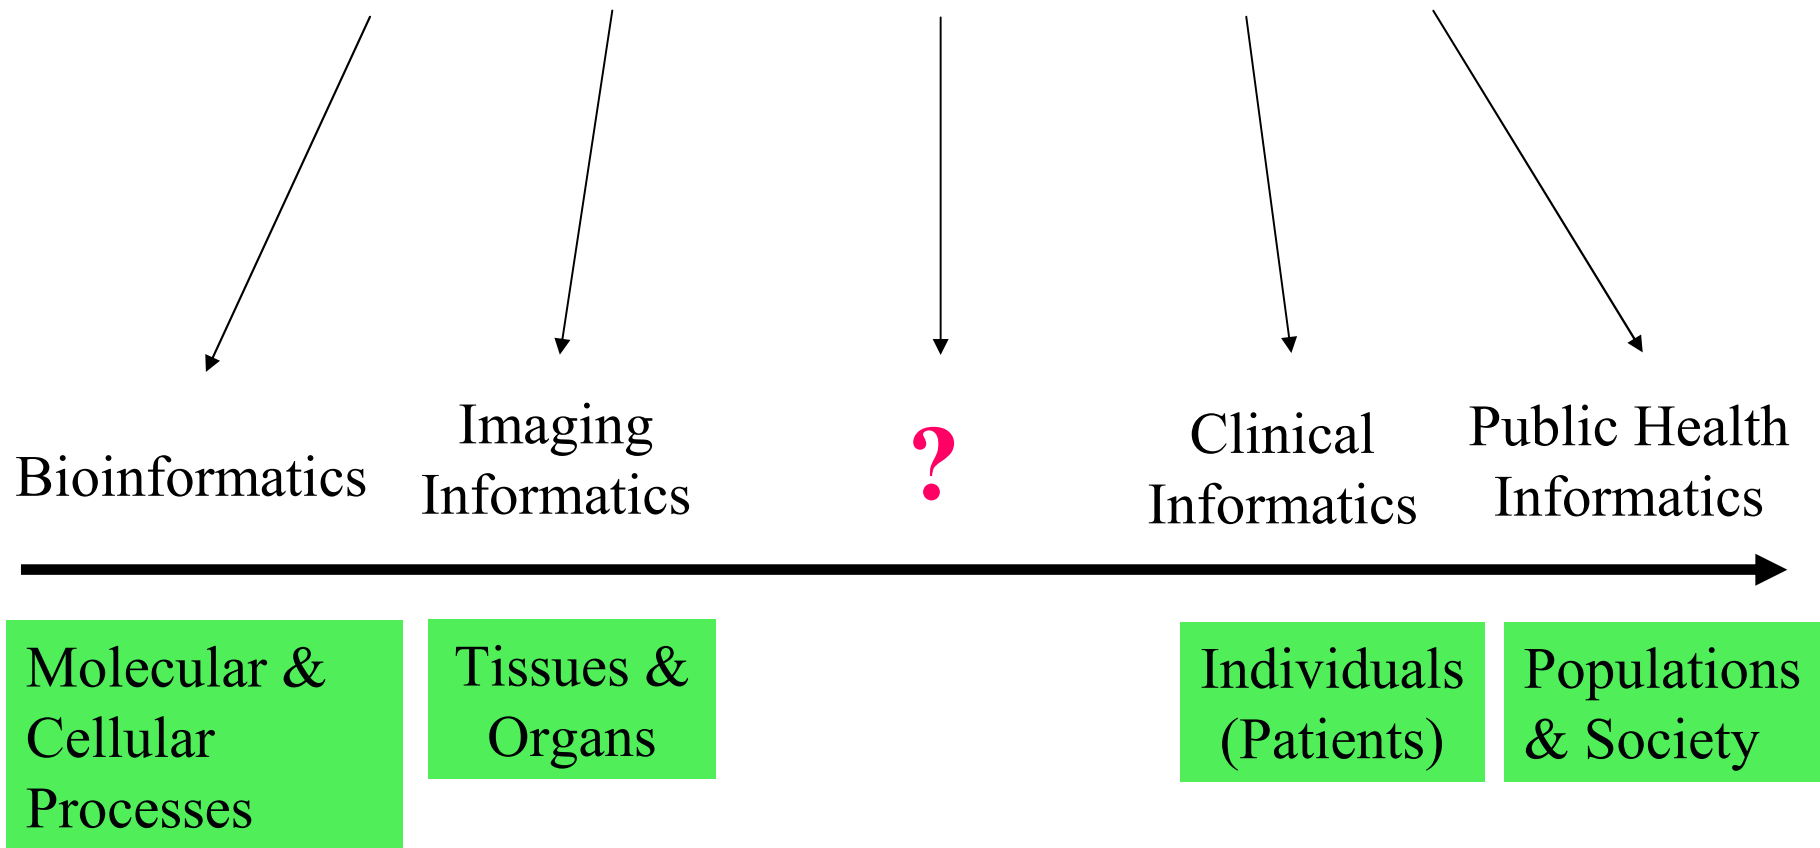 Bioinformatics
Imaging
Informatics
?
Clinical
Informatics
Public Health
Informatics
Molecular &
Cellular
Processes
Tissues &
Organs
Individuals
(Patients)
Populations
& Society